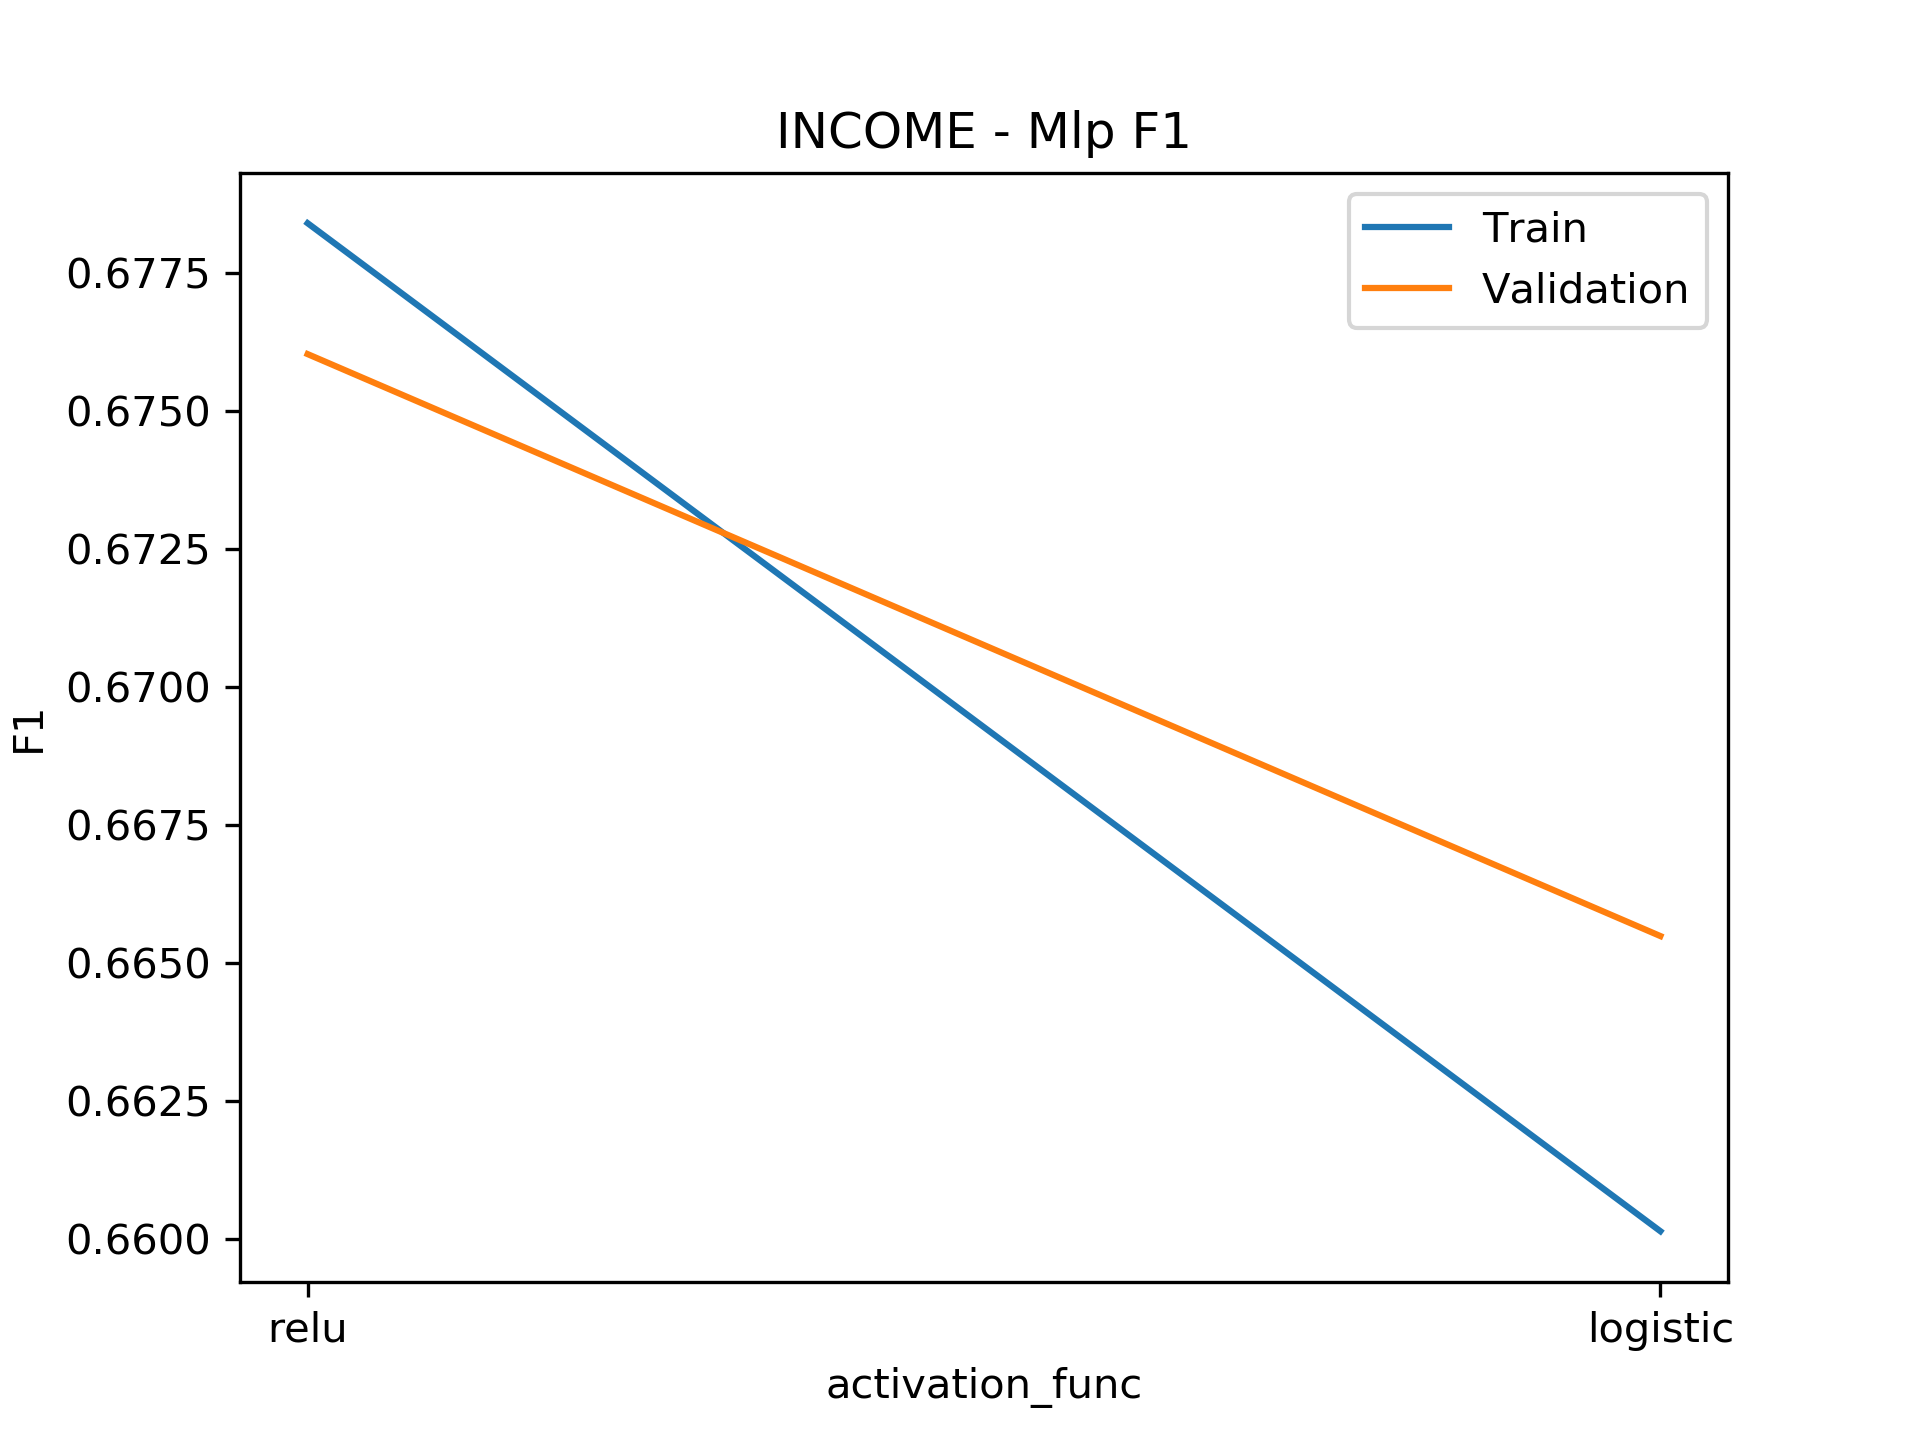 INCOME - Mlp F1
Train
Validation
0.6775
0.6750
0.6725
0.6700
0.6675
0.6650
0.6625
0.6600
F1
relu
logistic
activation_func